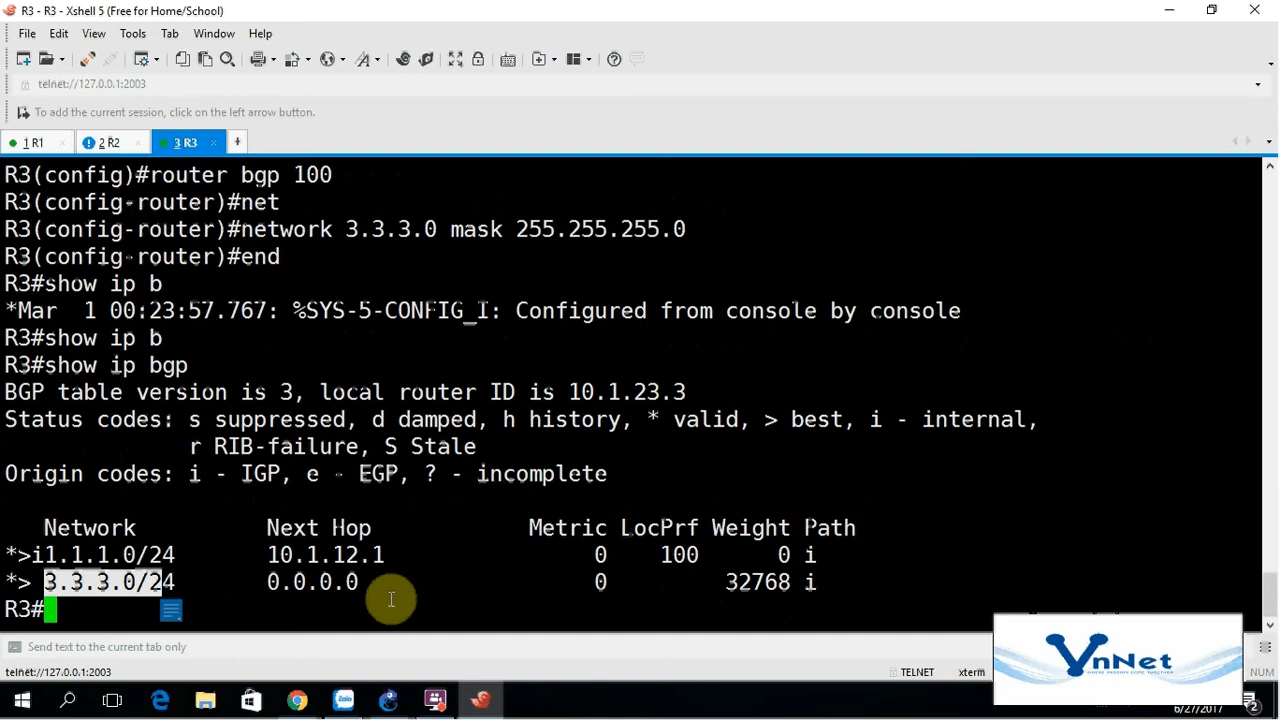 R3 - R3 - Xshell 5 (Free for Home/School)
File Edit View Tools Tab Window Help
telnet://127.0.0.1:2003
To add the current session, click on the left arrow button.
1 R1 2 R2 3 R3
R3(config)#router bgp 100
R3(config-router)#net
R3(config-router)#network 3.3.3.0 mask 255.255.255.0
R3(config-router)#end
R3#show ip b
*Mar  1 00:23:57.767: %SYS-5-CONFIG_I: Configured from console by console
R3#show ip b
R3#show ip bgp
BGP table version is 3, local router ID is 10.1.23.3
Status codes: s suppressed, d damped, h history, * valid, > best, i - internal,
r RIB-failure, S Stale
Origin codes: i - IGP, e - EGP, ? - incomplete
Network Next Hop Metric LocPrf Weight Path
*>i1.1.1.0/24 10.1.12.1 0 100 0 i
*> 3.3.3.0/24 0.0.0.0 0 32768 i
R3#
Send text to the current tab only
telnet://127.0.0.1:2003 TELNET xterm NUM
VnNet
Zalo
6/27/2017 2